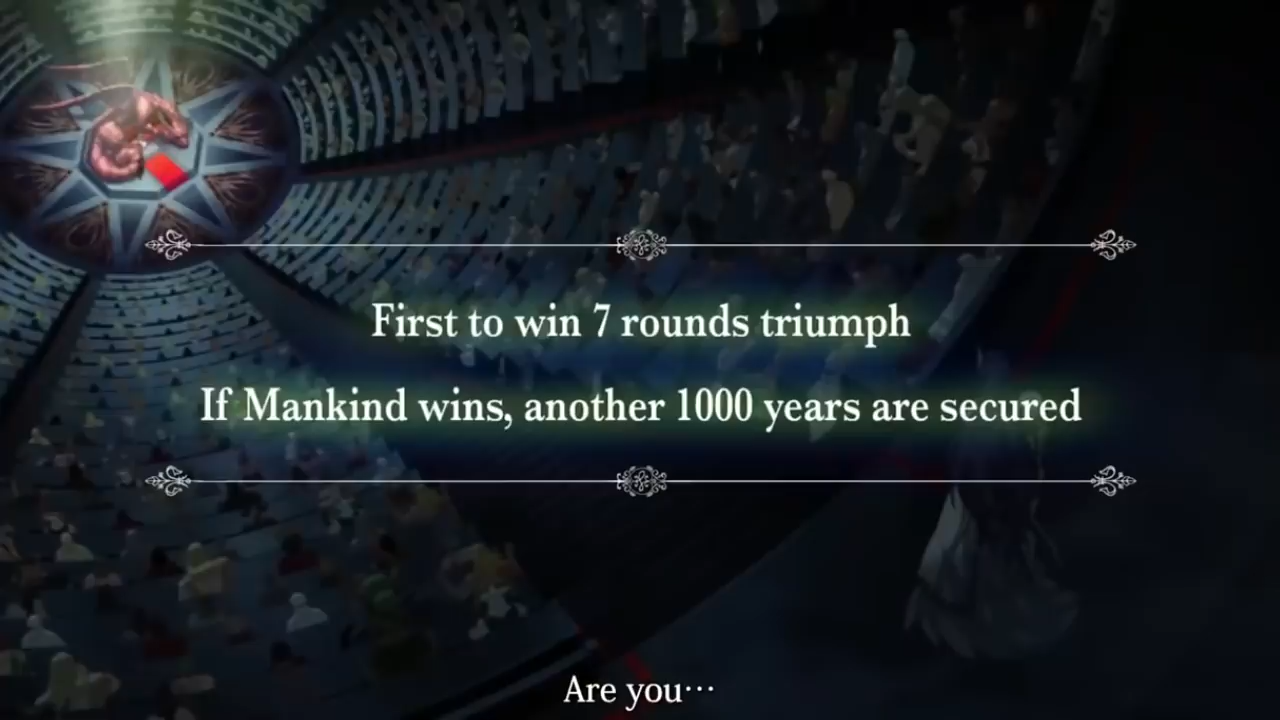 First to win 7 rounds triumph
If Mankind wins, another 1000 years are secured
Are you…